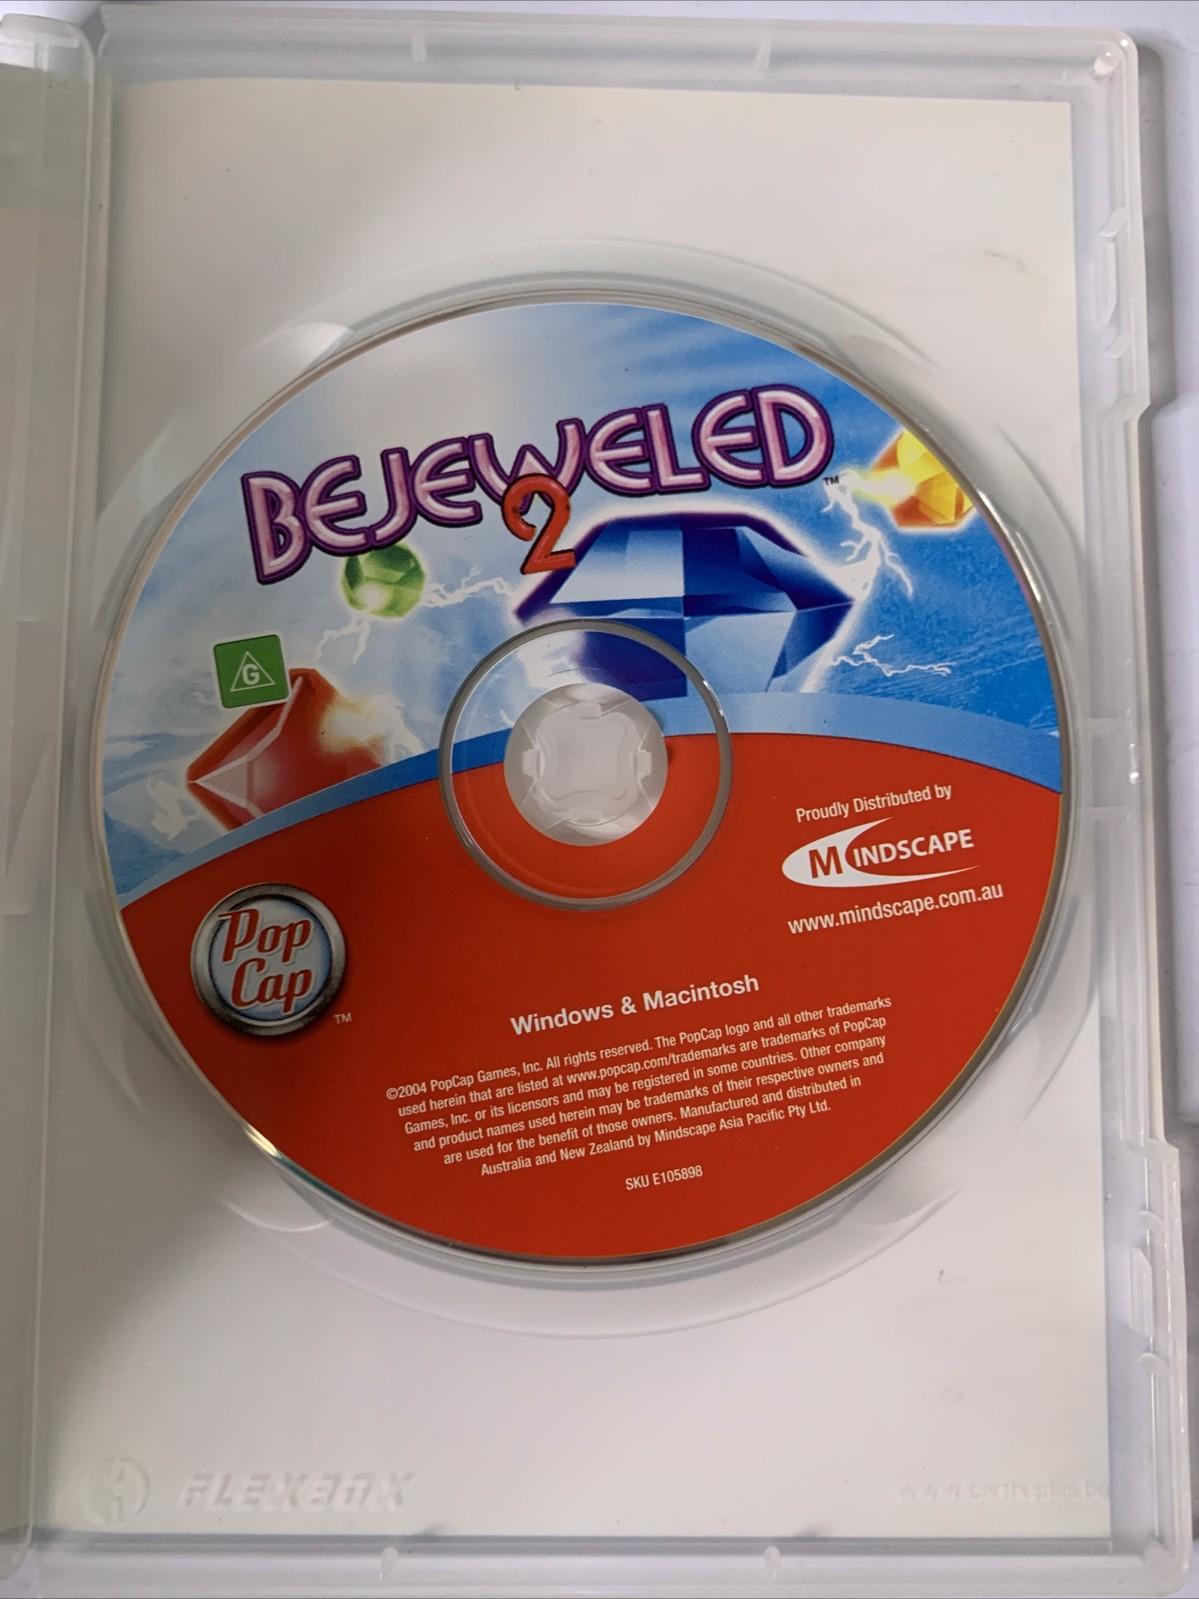 BEJEWELED
2
™
G
Proudly Distributed by
MINDSCAPE
www.mindscape.com.au
Pop
Cap
™
Windows & Macintosh
©2004 PopCap Games, Inc. All rights reserved. The PopCap logo and all other trademarks
used herein that are listed at www.popcap.com/trademarks are trademarks of PopCap
Games, Inc. or its licensors and may be registered in some countries. Other company
and product names used herein may be trademarks of their respective owners and
are used for the benefit of those owners. Manufactured and distributed in
Australia and New Zealand by Mindscape Asia Pacific Pty Ltd.
SKU E105898
FLEXBOX